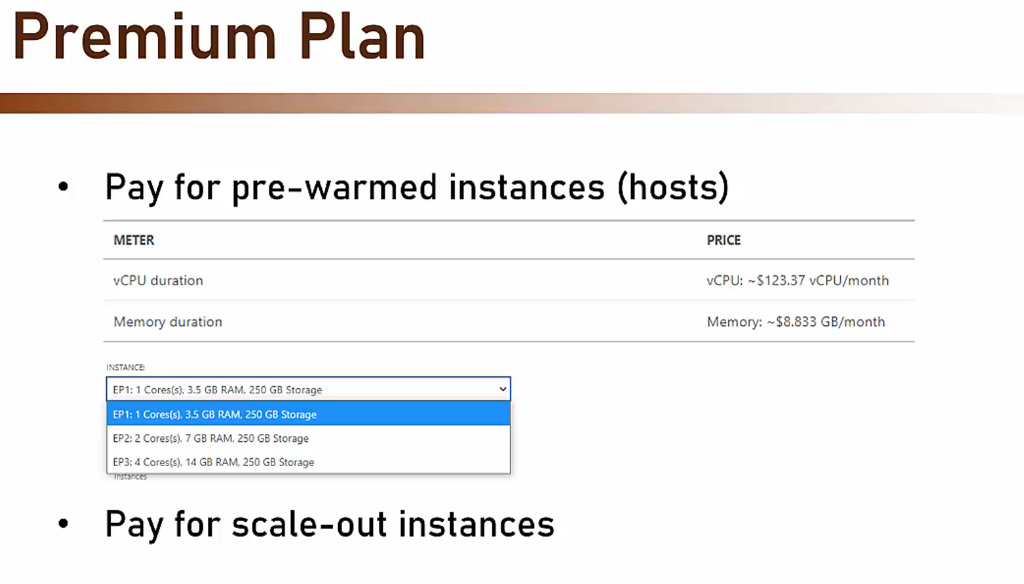 Premium Plan
• Pay for pre-warmed instances (hosts)
METER PRICE
vCPU duration vCPU: ~$123.37 vCPU/month
Memory duration Memory: ~$8.833 GB/month
INSTANCE:
EP1: 1 Cores(s), 3.5 GB RAM, 250 GB Storage
EP1: 1 Cores(s), 3.5 GB RAM, 250 GB Storage
EP2: 2 Cores(s), 7 GB RAM, 250 GB Storage
EP3: 4 Cores(s), 14 GB RAM, 250 GB Storage
Instances
• Pay for scale-out instances